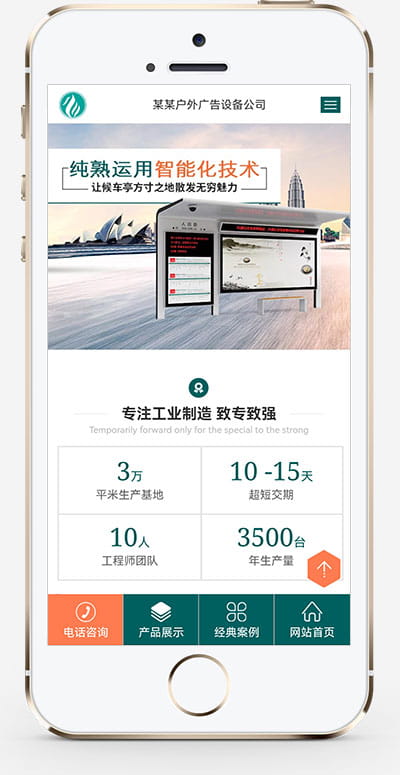 某某户外广告设备公司
纯熟运用智能化技术
让候车亭方寸之地散发无穷魅力
人民路
专注工业制造 致专致强
Temporarily forward only for the special to the strong
3万
平米生产基地
10 -15天
超短交期
10人
工程师团队
3500台
年生产量
电话咨询
产品展示
经典案例
网站首页